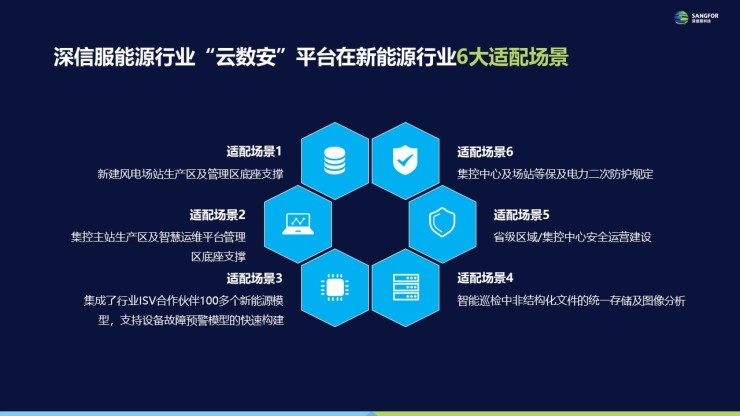 SANGFOR
深信服科技
深信服能源行业“云数安”平台在新能源行业6大适配场景
适配场景1
新建风电场站生产区及管理区底座支撑
适配场景2
集控主站生产区及智慧运维平台管理
区底座支撑
适配场景3
集成了行业ISV合作伙伴100多个新能源模
型，支持设备故障预警模型的快速构建
适配场景6
集控中心及场站等保及电力二次防护规定
适配场景5
省级区域/集控中心安全运营建设
适配场景4
智能巡检中非结构化文件的统一存储及图像分析